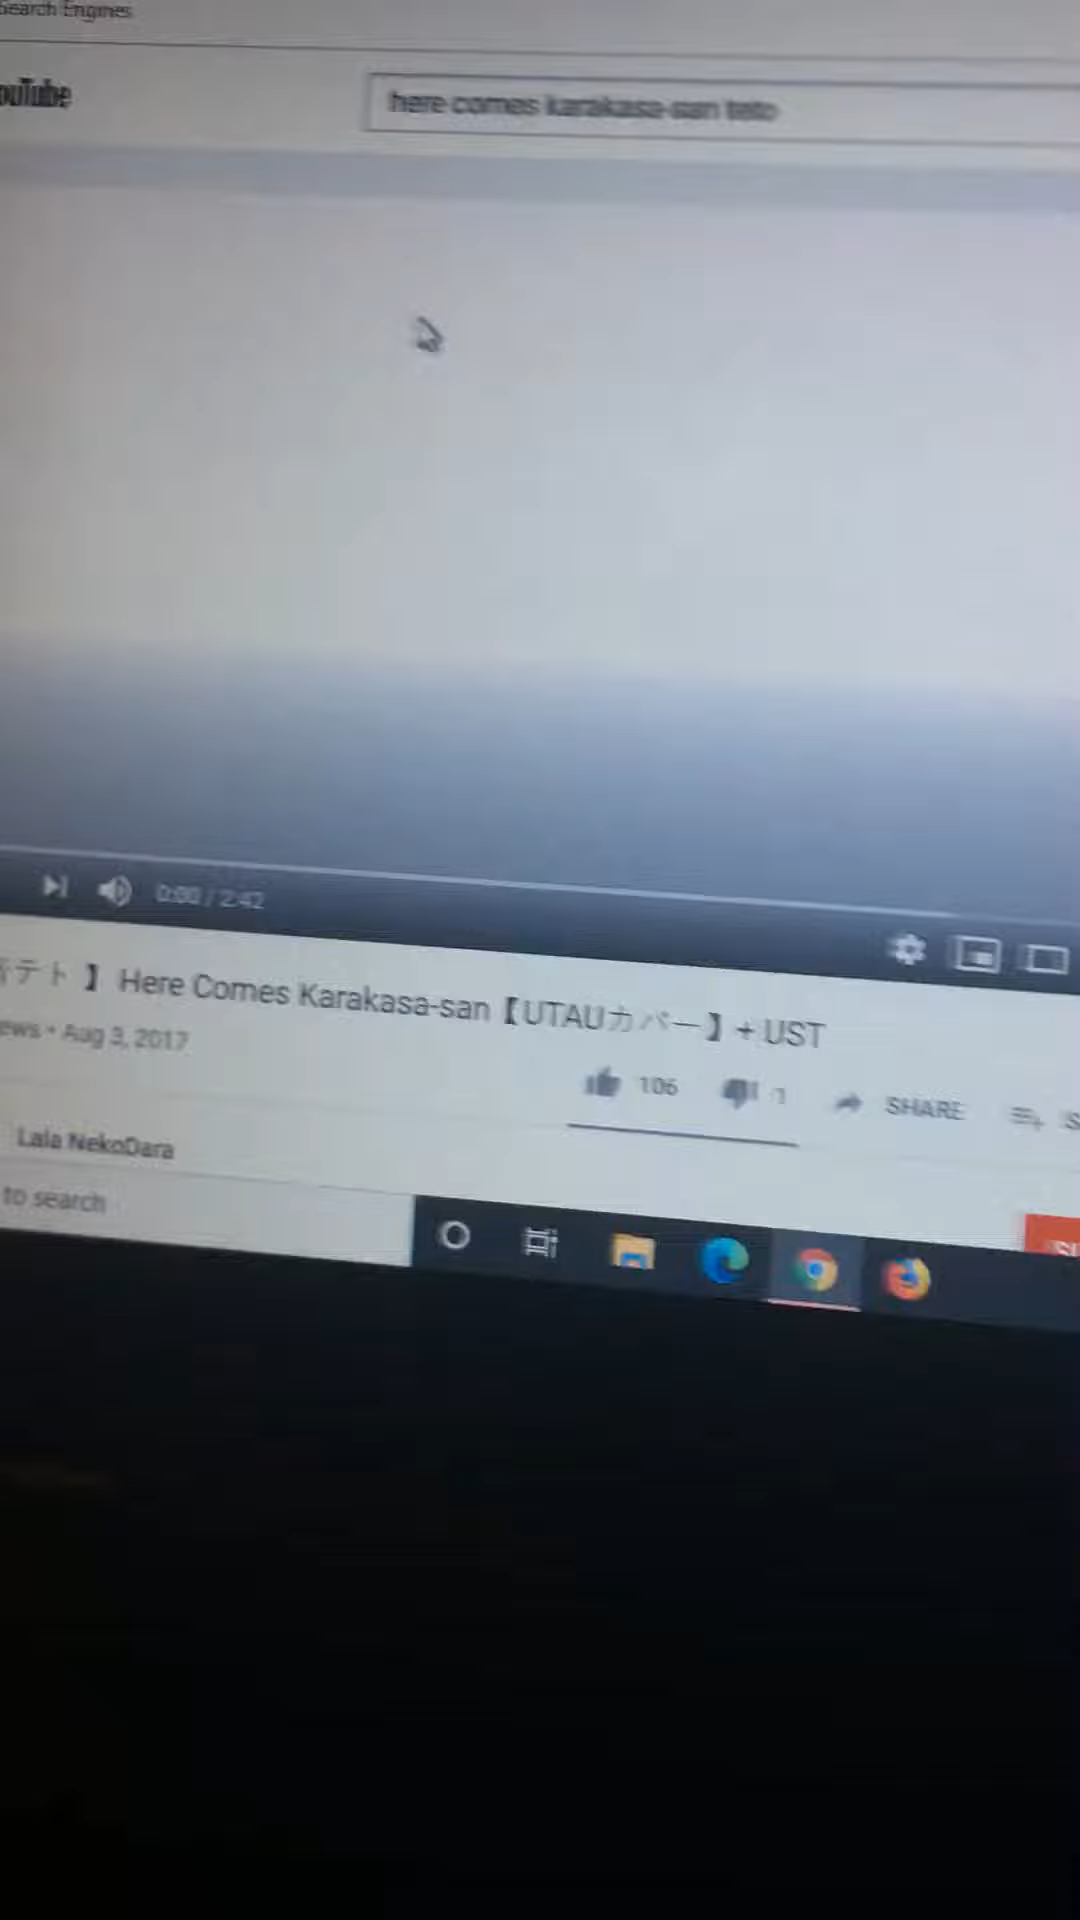 Search Engines
ouTube
here comes karakasa-san teto
0:00 / 2:42
テト 】 Here Comes Karakasa-san【UTAUカバー】+ UST
ews • Aug 3, 2017
106 1 SHARE
Lala NekoDara
to search